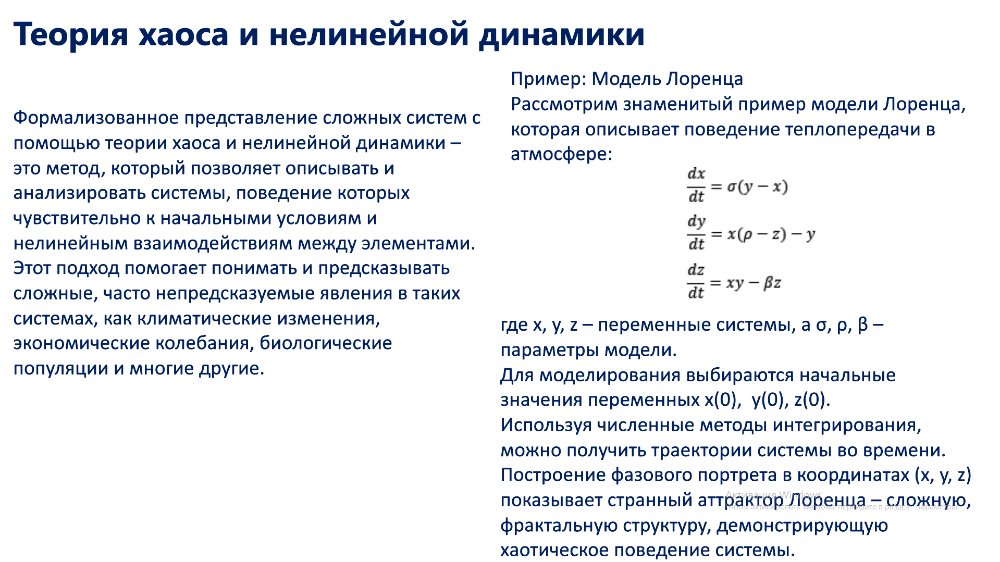 Теория хаоса и нелинейной динамики
Формализованное представление сложных систем с
помощью теории хаоса и нелинейной динамики –
это метод, который позволяет описывать и
анализировать системы, поведение которых
чувствительно к начальными условиям и
нелинейным взаимодействиям между элементами.
Этот подход помогает понимать и предсказывать
сложные, часто непредсказуемые явления в таких
системах, как климатические изменения,
экономические колебания, биологические
популяции и многие другие.
Пример: Модель Лоренца
Рассмотрим знаменитый пример модели Лоренца,
которая описывает поведение теплопередачи в
атмосфере:
dx/dt = σ(y − x)
dy/dt = x(ρ − z) − y
dz/dt = xy − βz
где x, y, z – переменные системы, а σ, ρ, β –
параметры модели.
Для моделирования выбираются начальные
значения переменных x(0),  y(0), z(0).
Используя численные методы интегрирования,
можно получить траектории системы во времени.
Построение фазового портрета в координатах (x, y, z)
показывает странный аттрактор Лоренца – сложную,
фрактальную структуру, демонстрирующую
хаотическое поведение системы.
Активация Windows
Чтобы активировать Windows, перейдите в раздел "Параметры".